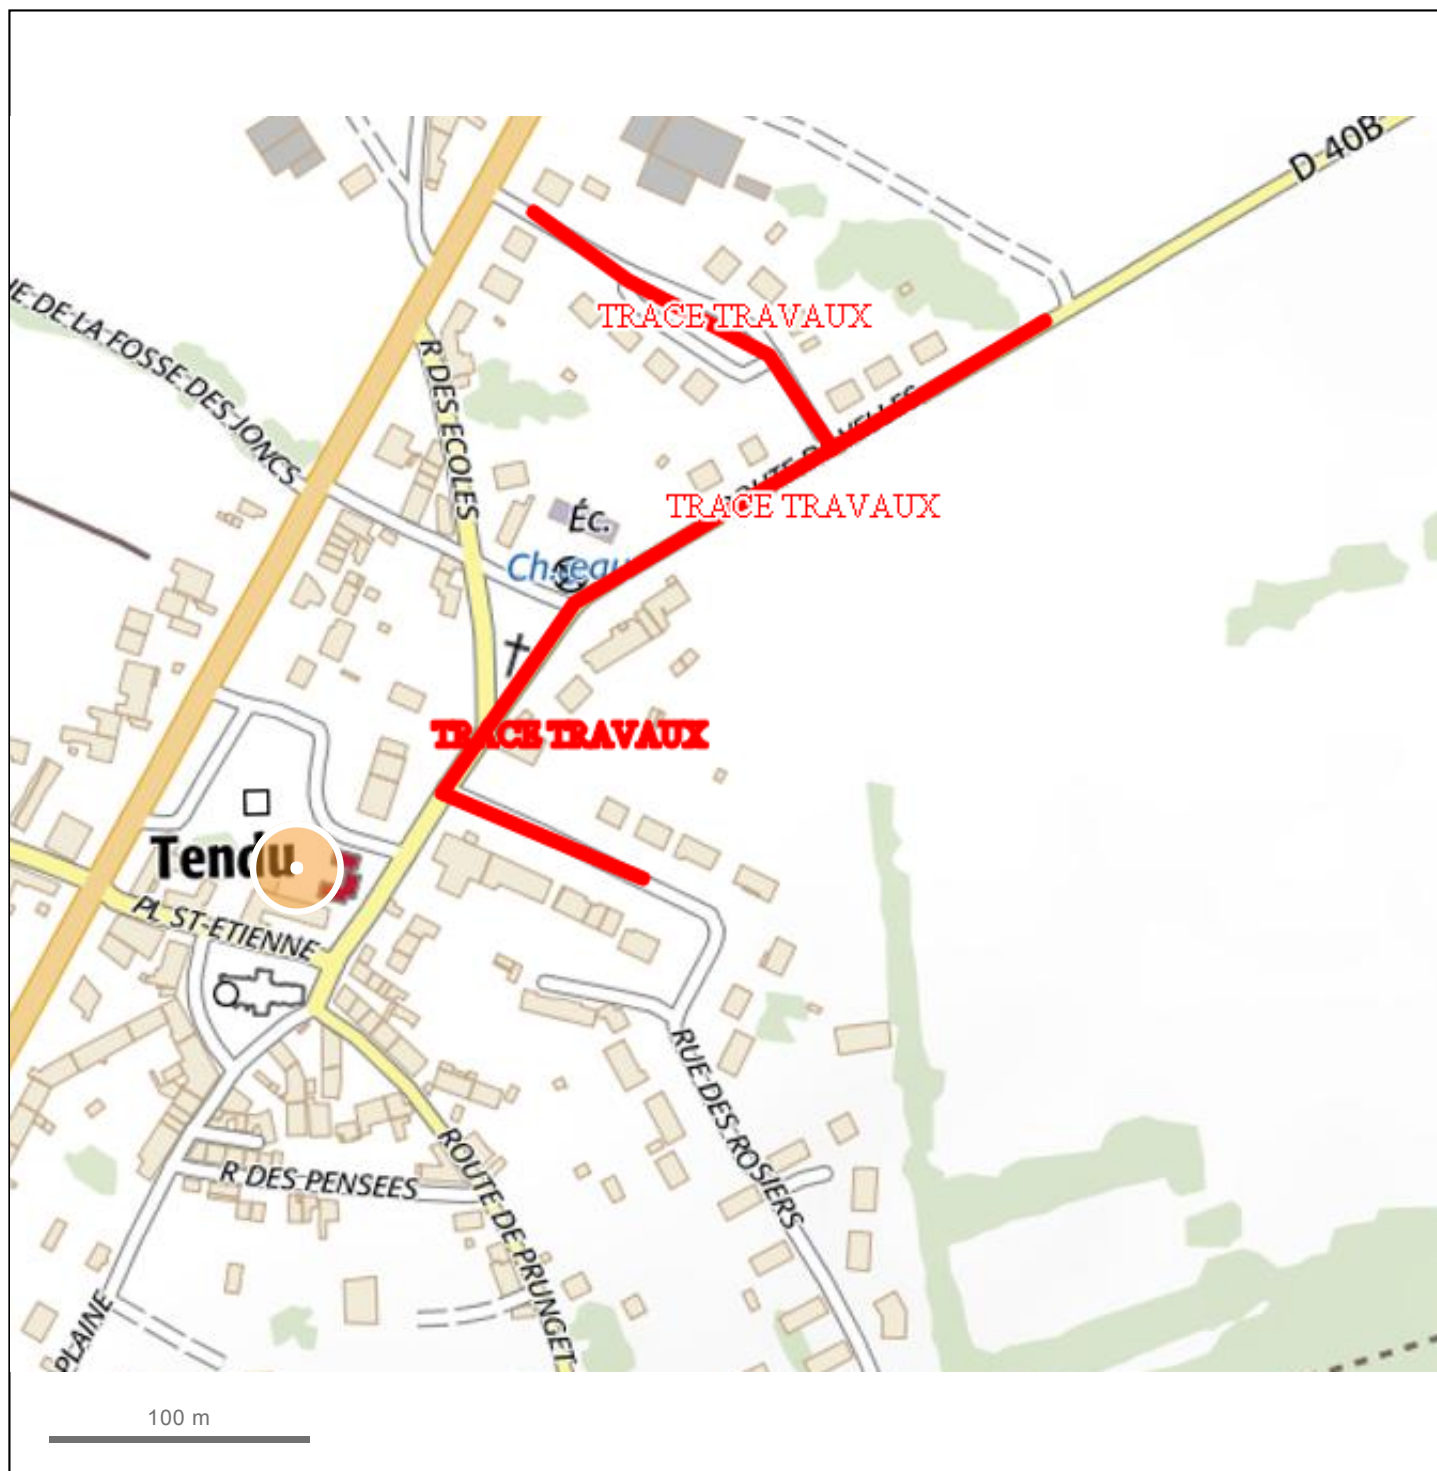 D 40B
TRACE TRAVAUX
E DE LA FOSSE DES JONCS
R DES ECOLES
TRACE TRAVAUX
Éc.
TRACE TRAVAUX
Tendu
PL ST-ETIENNE
RUE DES ROSIERS
R DES PENSEES
ROUTE DE PRUNGET
PLAINE
100 m